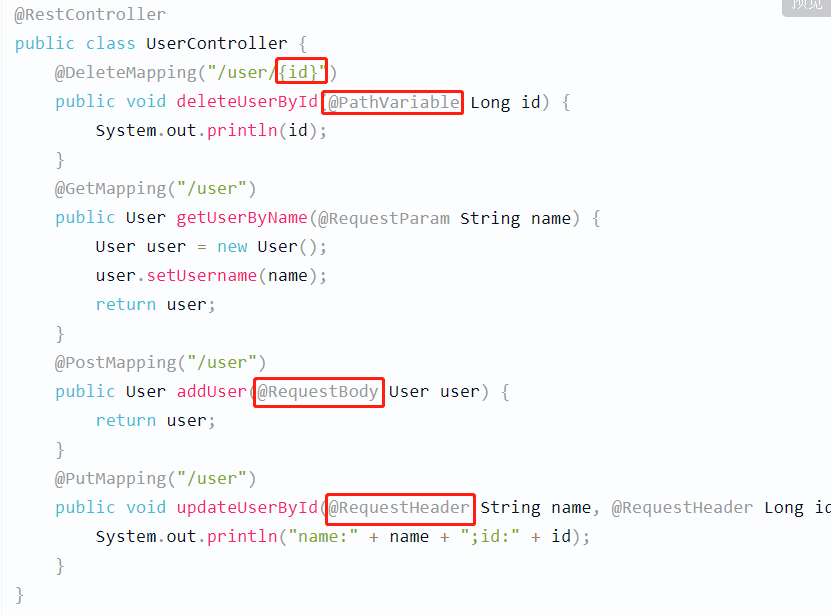 预览
@RestController
public class UserController {
    @DeleteMapping("/user/{id}")
    public void deleteUserById(@PathVariable Long id) {
        System.out.println(id);
    }
    @GetMapping("/user")
    public User getUserByName(@RequestParam String name) {
        User user = new User();
        user.setUsername(name);
        return user;
    }
    @PostMapping("/user")
    public User addUser(@RequestBody User user) {
        return user;
    }
    @PutMapping("/user")
    public void updateUserById(@RequestHeader String name, @RequestHeader Long id
        System.out.println("name:" + name + ";id:" + id);
    }
}